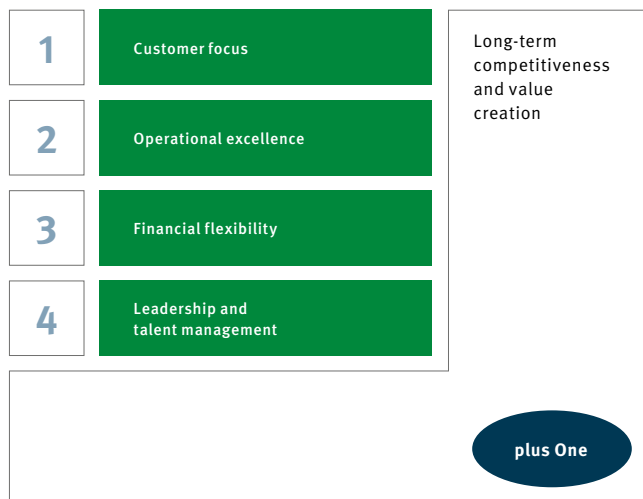 1
Customer focus
2
Operational excellence
3
Financial flexibility
4
Leadership and
talent management
Long-term
competitiveness
and value
creation
plus One